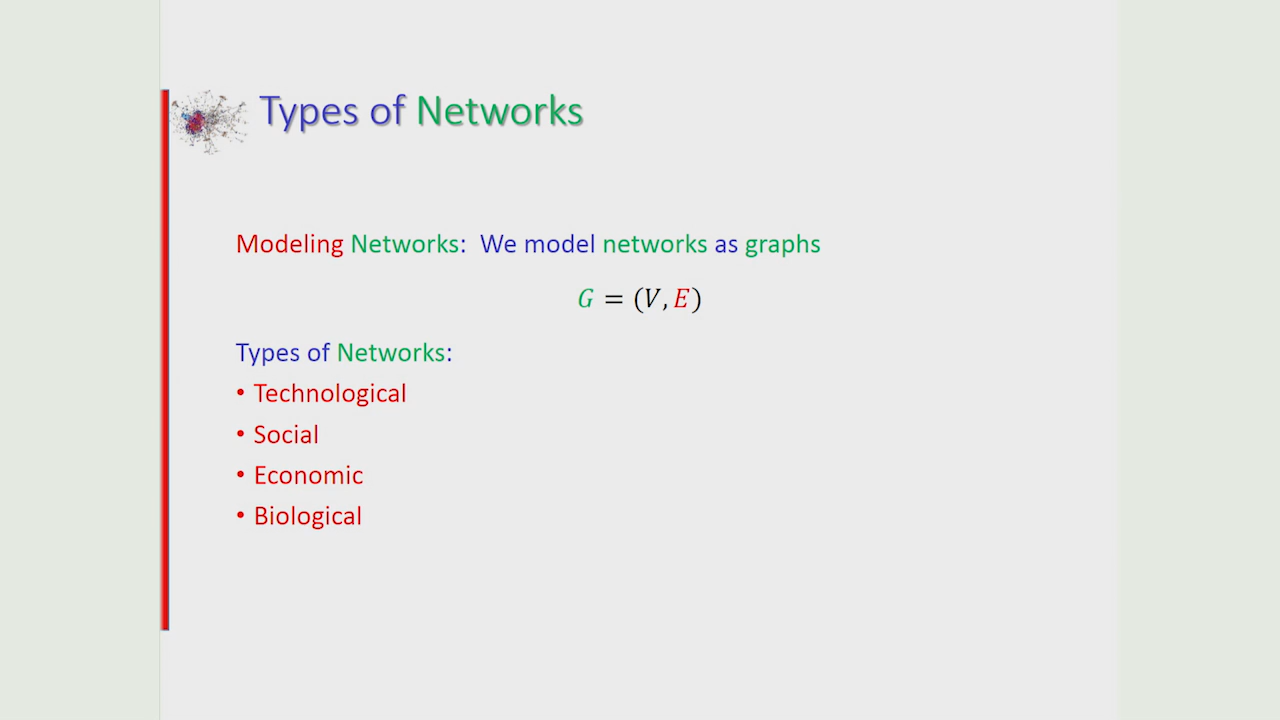 Types of Networks
Modeling Networks: We model networks as graphs
G = (V, E)
Types of Networks:
• Technological
• Social
• Economic
• Biological